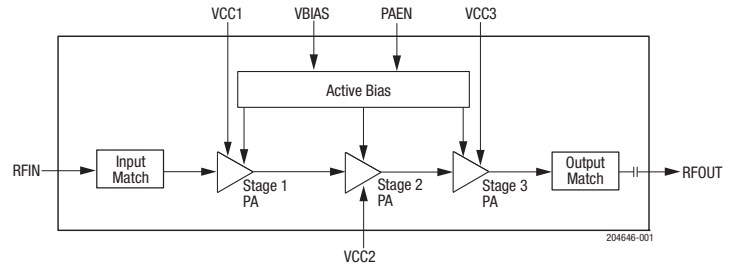 VCC1
VBIAS
PAEN
VCC3
Active Bias
RFIN
Input
Match
Stage 1
PA
Stage 2
PA
Stage 3
PA
Output
Match
RFOUT
204646-001
VCC2